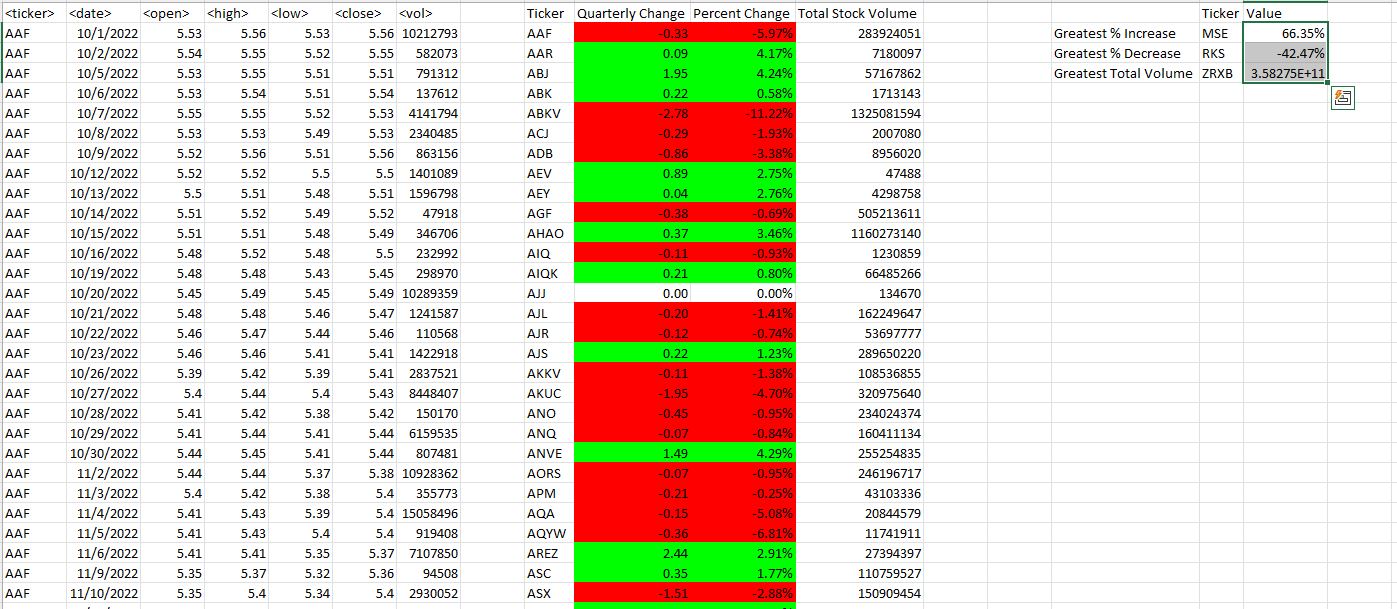 <ticker> <date> <open> <high> <low> <close> <vol> Ticker Quarterly Change Percent Change Total Stock Volume Ticker Value
AAF 10/1/2022 5.53 5.56 5.53 5.56 10212793 AAF -0.33 -5.97% 283924051 Greatest % Increase MSE 66.35%
AAF 10/2/2022 5.54 5.55 5.52 5.55 582073 AAR 0.09 4.17% 7180097 Greatest % Decrease RKS -42.47%
AAF 10/5/2022 5.53 5.55 5.51 5.51 791312 ABJ 1.95 4.24% 57167862 Greatest Total Volume ZRXB 3.58275E+11
AAF 10/6/2022 5.53 5.54 5.51 5.54 137612 ABK 0.22 0.58% 1713143
AAF 10/7/2022 5.55 5.55 5.52 5.53 4141794 ABKV -2.78 -11.22% 1325081594
AAF 10/8/2022 5.53 5.53 5.49 5.53 2340485 ACJ -0.29 -1.93% 2007080
AAF 10/9/2022 5.52 5.56 5.51 5.56 863156 ADB -0.86 -3.38% 8956020
AAF 10/12/2022 5.52 5.52 5.5 5.5 1401089 AEV 0.89 2.75% 47488
AAF 10/13/2022 5.5 5.51 5.48 5.51 1596798 AEY 0.04 2.76% 4298758
AAF 10/14/2022 5.51 5.52 5.49 5.52 47918 AGF -0.38 -0.69% 505213611
AAF 10/15/2022 5.51 5.51 5.48 5.49 346706 AHAO 0.37 3.46% 1160273140
AAF 10/16/2022 5.48 5.52 5.48 5.5 232992 AIQ -0.11 -0.93% 1230859
AAF 10/19/2022 5.48 5.48 5.43 5.45 298970 AIQK 0.21 0.80% 66485266
AAF 10/20/2022 5.45 5.49 5.45 5.49 10289359 AJJ 0.00 0.00% 134670
AAF 10/21/2022 5.48 5.48 5.46 5.47 1241587 AJL -0.20 -1.41% 162249647
AAF 10/22/2022 5.46 5.47 5.44 5.46 110568 AJR -0.12 -0.74% 53697777
AAF 10/23/2022 5.46 5.46 5.41 5.41 1422918 AJS 0.22 1.23% 289650220
AAF 10/26/2022 5.39 5.42 5.39 5.41 2837521 AKKV -0.11 -1.38% 108536855
AAF 10/27/2022 5.4 5.44 5.4 5.43 8448407 AKUC -1.95 -4.70% 320975640
AAF 10/28/2022 5.41 5.42 5.38 5.42 150170 ANO -0.45 -0.95% 234024374
AAF 10/29/2022 5.41 5.44 5.41 5.44 6159535 ANQ -0.07 -0.84% 160411134
AAF 10/30/2022 5.44 5.45 5.41 5.44 807481 ANVE 1.49 4.29% 255254835
AAF 11/2/2022 5.44 5.44 5.37 5.38 10928362 AORS -0.07 -0.95% 246196717
AAF 11/3/2022 5.4 5.42 5.38 5.4 355773 APM -0.21 -0.25% 43103336
AAF 11/4/2022 5.41 5.43 5.39 5.4 15058496 AQA -0.15 -5.08% 20844579
AAF 11/5/2022 5.41 5.43 5.4 5.4 919408 AQYW -0.36 -6.81% 11741911
AAF 11/6/2022 5.41 5.41 5.35 5.37 7107850 AREZ 2.44 2.91% 27394397
AAF 11/9/2022 5.35 5.37 5.32 5.36 94508 ASC 0.35 1.77% 110759527
AAF 11/10/2022 5.35 5.4 5.34 5.4 2930052 ASX -1.51 -2.88% 150909454